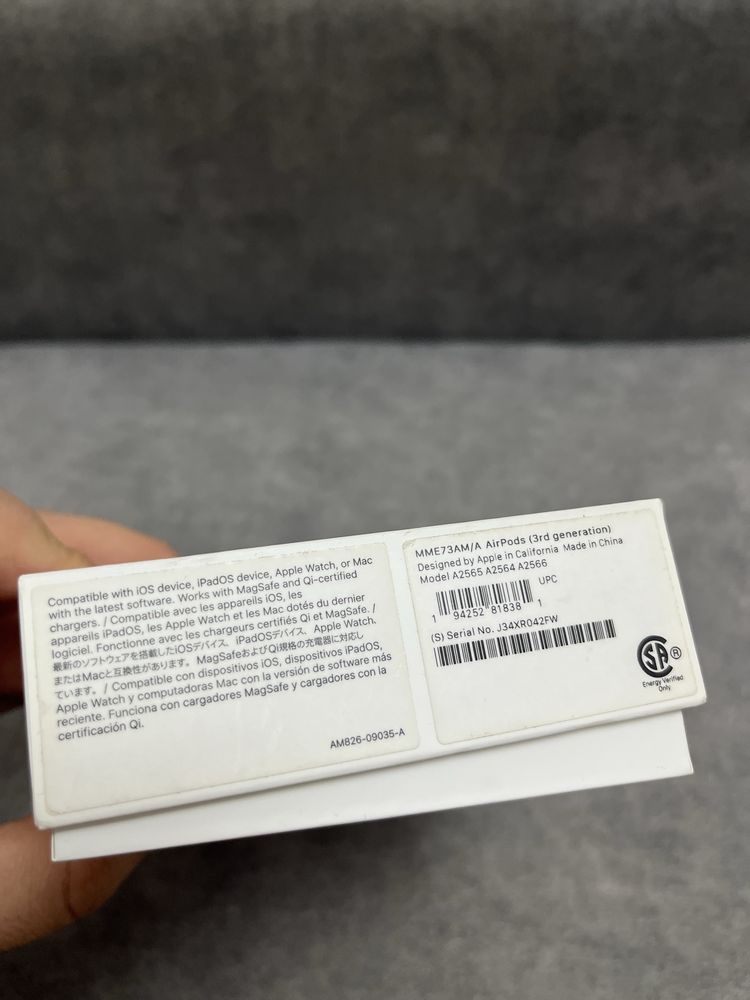 Compatible with iOS device, iPadOS device, Apple Watch, or Mac
with the latest software. Works with MagSafe and Qi-certified
chargers. / Compatible avec les appareils iOS, les
appareils iPadOS, les Apple Watch et les Mac dotés du dernier
logiciel. Fonctionne avec les chargeurs certifiés Qi et MagSafe. /
最新のソフトウェアを搭載したiOSデバイス、iPadOSデバイス、Apple Watch、
またはMacと互換性があります。MagSafeおよびQi規格の充電器に対応し
ています。/ Compatible con dispositivos iOS, dispositivos iPadOS,
Apple Watch y computadoras Mac con la versión de software más
reciente. Funciona con cargadores MagSafe y cargadores con la
certificación Qi.
AM826-09035-A
MME73AM/A AirPods (3rd generation)
Designed by Apple in California Made in China
Model A2565 A2564 A2566
UPC
1 94252 81838 1
(S) Serial No. J34XR042FW
SA ®
Energy Verified
Only